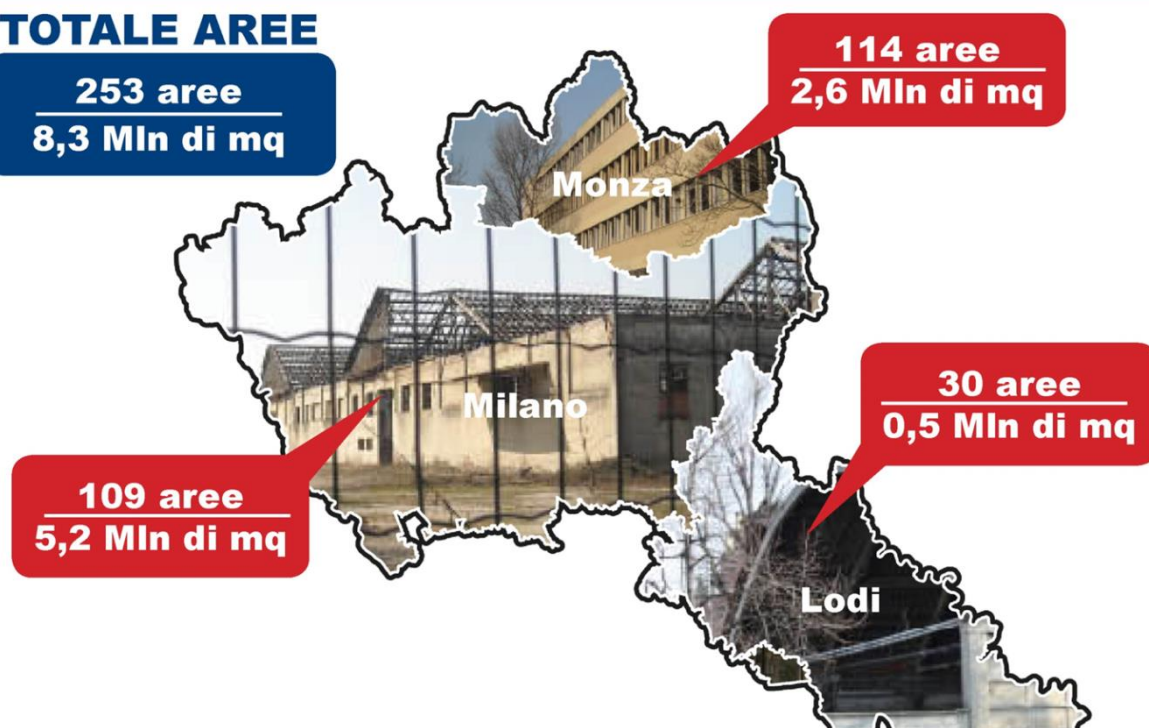 TOTALE AREE
253 aree
8,3 Mln di mq
114 aree
2,6 Mln di mq
Monza
Milano
30 aree
0,5 Mln di mq
109 aree
5,2 Mln di mq
Lodi